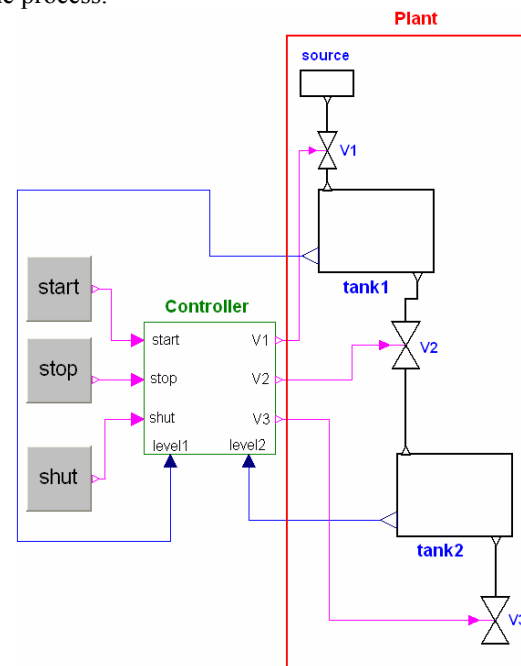 process.
Plant
source
V1
tank1
start
Controller
start
V1
V2
stop
stop
V2
shut
V3
level1
level2
shut
tank2
V3